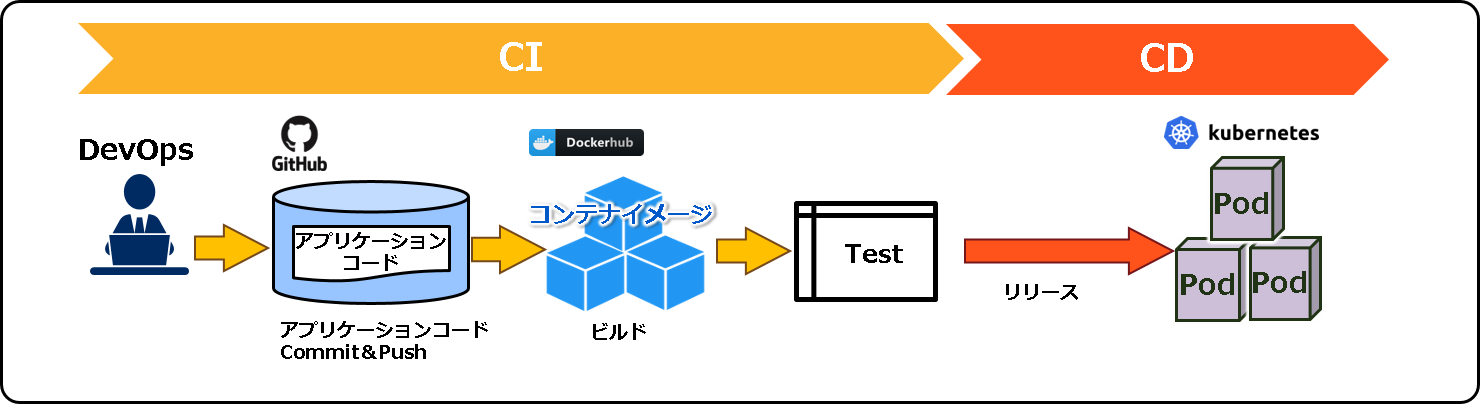 CI
CD
DevOps
GitHub
Dockerhub
kubernetes
アプリケーション
コード
コンテナイメージ
Test
Pod
Pod
Pod
リリース
アプリケーションコード
Commit&Push
ビルド